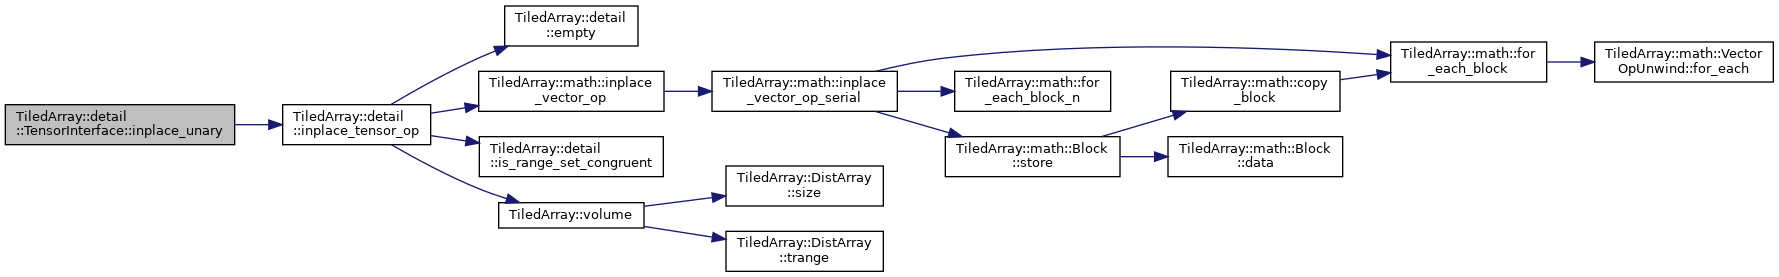 TiledArray::detail
::TensorInterface::inplace_unary
TiledArray::detail
::inplace_tensor_op
TiledArray::detail
::empty
TiledArray::math::inplace
_vector_op
TiledArray::detail
::is_range_set_congruent
TiledArray::volume
TiledArray::math::inplace
_vector_op_serial
TiledArray::DistArray
::size
TiledArray::DistArray
::trange
TiledArray::math::for
_each_block_n
TiledArray::math::Block
::store
TiledArray::math::copy
_block
TiledArray::math::Block
::data
TiledArray::math::for
_each_block
TiledArray::math::Vector
OpUnwind::for_each